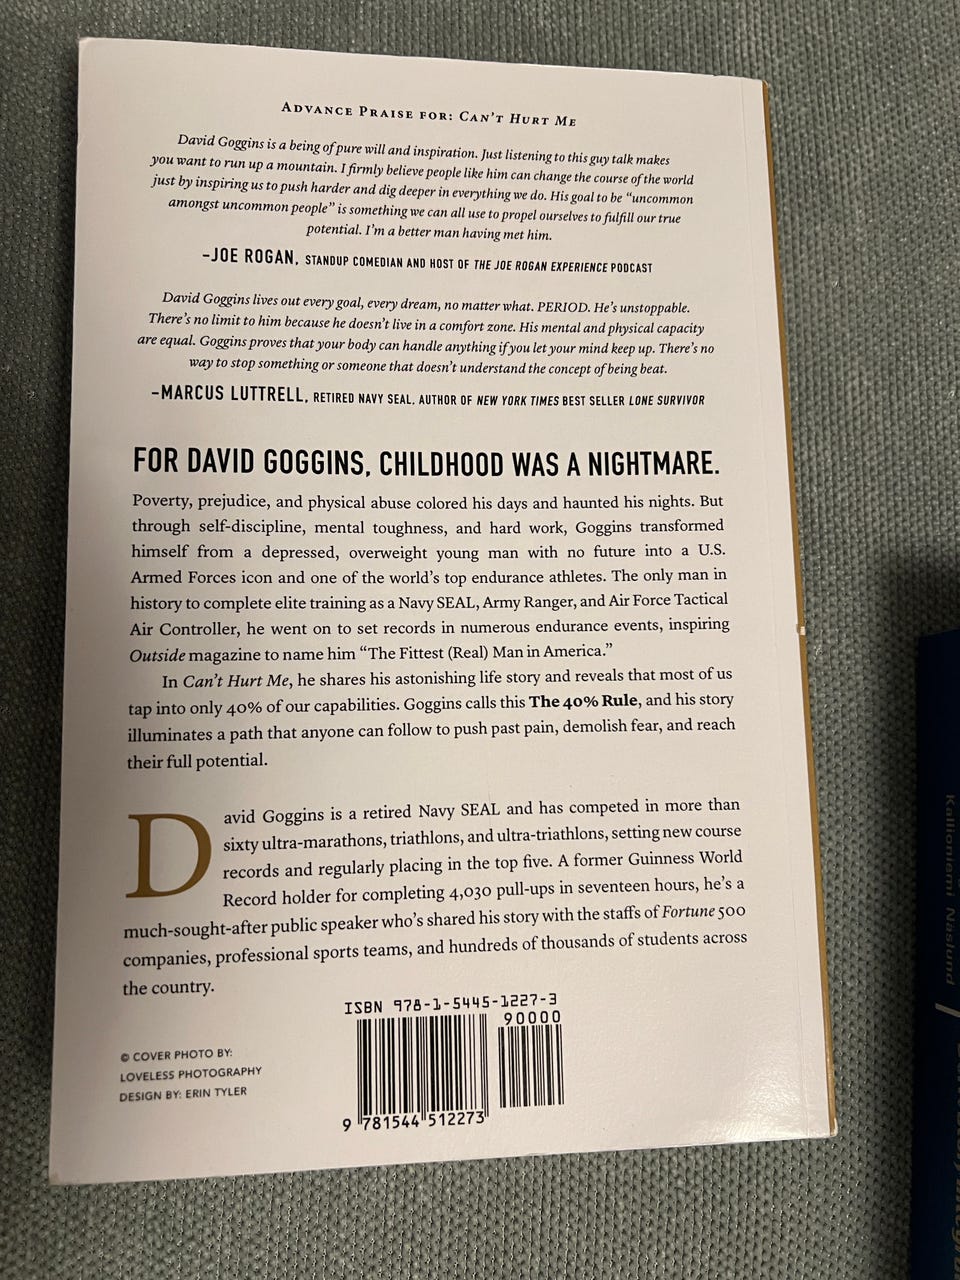 ADVANCE PRAISE FOR: CAN'T HURT ME
David Goggins is a being of pure will and inspiration. Just listening to this guy talk makes
you want to run up a mountain. I firmly believe people like him can change the course of the world
just by inspiring us to push harder and dig deeper in everything we do. His goal to be “uncommon
amongst uncommon people” is something we can all use to propel ourselves to fulfill our true
potential. I'm a better man having met him.
–JOE ROGAN, STANDUP COMEDIAN AND HOST OF THE JOE ROGAN EXPERIENCE PODCAST
David Goggins lives out every goal, every dream, no matter what. PERIOD. He's unstoppable.
There's no limit to him because he doesn't live in a comfort zone. His mental and physical capacity
are equal. Goggins proves that your body can handle anything if you let your mind keep up. There's no
way to stop something or someone that doesn't understand the concept of being beat.
–MARCUS LUTTRELL, RETIRED NAVY SEAL, AUTHOR OF NEW YORK TIMES BEST SELLER LONE SURVIVOR
FOR DAVID GOGGINS, CHILDHOOD WAS A NIGHTMARE.
Poverty, prejudice, and physical abuse colored his days and haunted his nights. But
through self-discipline, mental toughness, and hard work, Goggins transformed
himself from a depressed, overweight young man with no future into a U.S.
Armed Forces icon and one of the world's top endurance athletes. The only man in
history to complete elite training as a Navy SEAL, Army Ranger, and Air Force Tactical
Air Controller, he went on to set records in numerous endurance events, inspiring
Outside magazine to name him “The Fittest (Real) Man in America.”
In Can't Hurt Me, he shares his astonishing life story and reveals that most of us
tap into only 40% of our capabilities. Goggins calls this The 40% Rule, and his story
illuminates a path that anyone can follow to push past pain, demolish fear, and reach
their full potential.
David Goggins is a retired Navy SEAL and has competed in more than
sixty ultra-marathons, triathlons, and ultra-triathlons, setting new course
records and regularly placing in the top five. A former Guinness World
Record holder for completing 4,030 pull-ups in seventeen hours, he's a
much-sought-after public speaker who's shared his story with the staffs of Fortune 500
companies, professional sports teams, and hundreds of thousands of students across
the country.
ISBN 978-1-5445-1227-3
90000
9 781544 512273
© COVER PHOTO BY:
LOVELESS PHOTOGRAPHY
DESIGN BY: ERIN TYLER
Kallioniemi Näslund